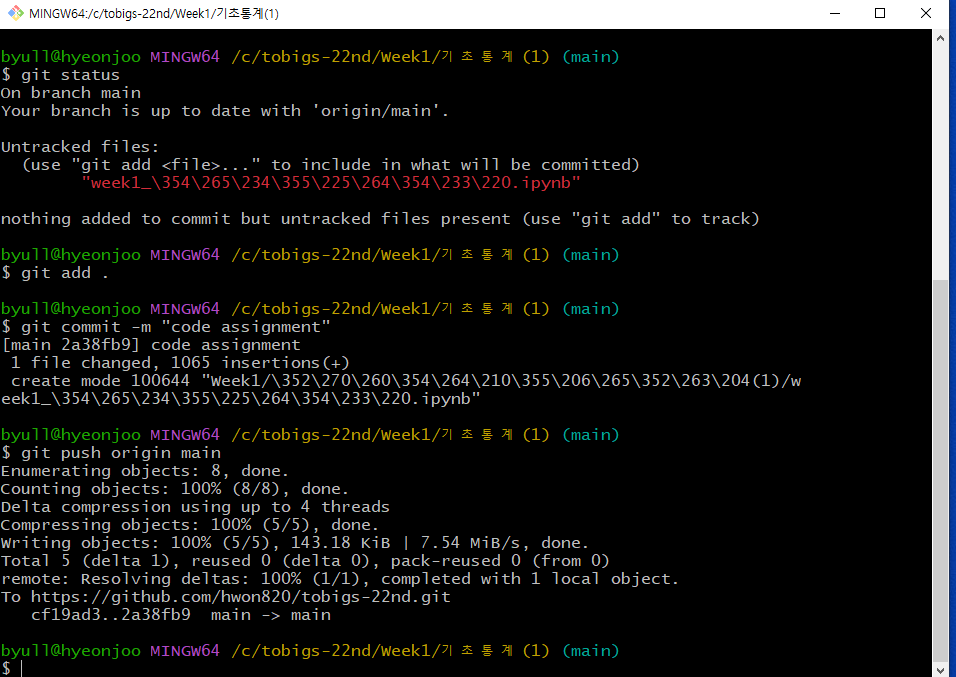 MINGW64:/c/tobigs-22nd/Week1/기초통계(1)
byull@hyeonjoo MINGW64 /c/tobigs-22nd/Week1/기초통계(1) (main)
$ git status
On branch main
Your branch is up to date with 'origin/main'.
Untracked files:
(use "git add <file>..." to include in what will be committed)
"week1_\354\265\234\355\225\264\354\233\220.ipynb"
nothing added to commit but untracked files present (use "git add" to track)
byull@hyeonjoo MINGW64 /c/tobigs-22nd/Week1/기초통계(1) (main)
$ git add .
byull@hyeonjoo MINGW64 /c/tobigs-22nd/Week1/기초통계(1) (main)
$ git commit -m "code assignment"
[main 2a38fb9] code assignment
1 file changed, 1065 insertions(+)
create mode 100644 "Week1/\352\270\260\354\264\210\355\206\265\352\263\204(1)/w
eek1_\354\265\234\355\225\264\354\233\220.ipynb"
byull@hyeonjoo MINGW64 /c/tobigs-22nd/Week1/기초통계(1) (main)
$ git push origin main
Enumerating objects: 8, done.
Counting objects: 100% (8/8), done.
Delta compression using up to 4 threads
Compressing objects: 100% (5/5), done.
Writing objects: 100% (5/5), 143.18 KiB | 7.54 MiB/s, done.
Total 5 (delta 1), reused 0 (delta 0), pack-reused 0 (from 0)
remote: Resolving deltas: 100% (1/1), completed with 1 local object.
To https://github.com/hwon820/tobigs-22nd.git
cf19ad3..2a38fb9  main -> main
byull@hyeonjoo MINGW64 /c/tobigs-22nd/Week1/기초통계(1) (main)
$